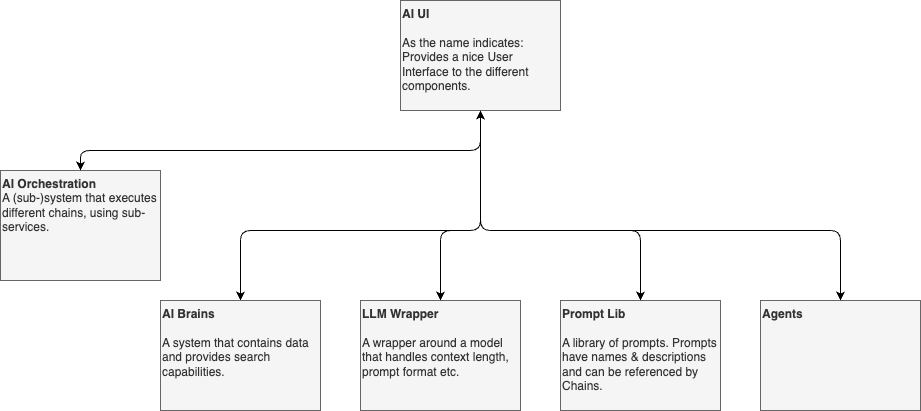 AI UI
As the name indicates:
Provides a nice User
Interface to the different
components.
AI Orchestration
A (sub-)system that executes
different chains, using sub-
services.
AI Brains
A system that contains data
and provides search
capabilities.
LLM Wrapper
A wrapper around a model
that handles context length,
prompt format etc.
Prompt Lib
A library of prompts. Prompts
have names & descriptions
and can be referenced by
Chains.
Agents